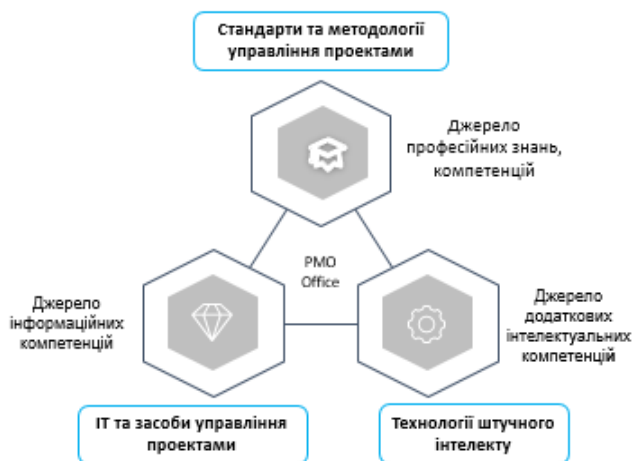 Стандарти та методології
управління проектами
Джерело
професійних знань,
компетенцій
PMO
Office
Джерело
інформаційних
компетенцій
Джерело
додаткових
інтелектуальних
компетенцій
ІТ та засоби управління
проектами
Технології штучного
інтелекту